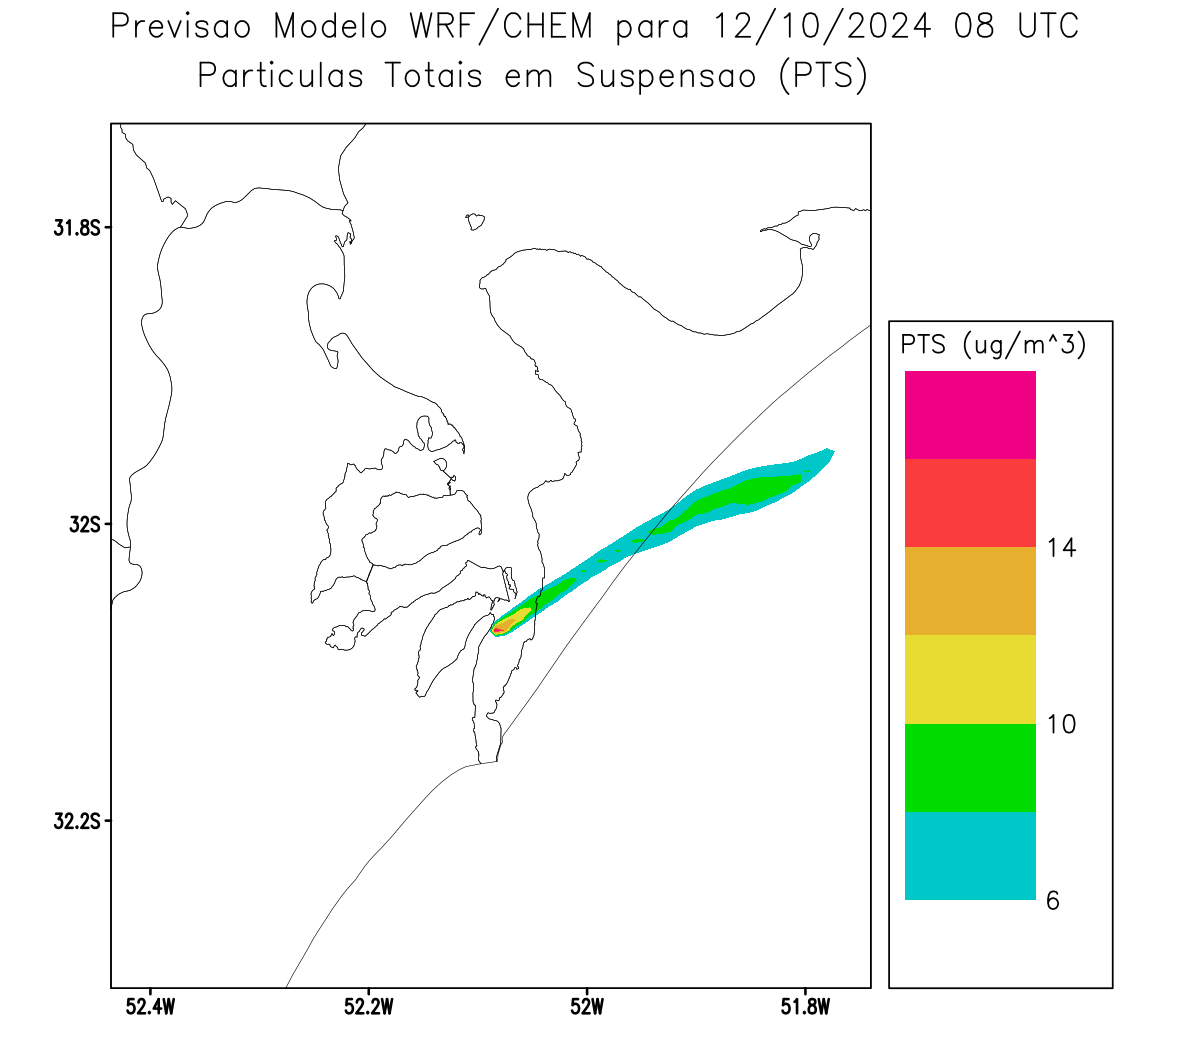 Previsao Modelo WRF/CHEM para 12/10/2024 08 UTC
Particulas Totais em Suspensao (PTS)
31.8S
32S
32.2S
52.4W
52.2W
52W
51.8W
PTS (ug/m^3)
14
10
6